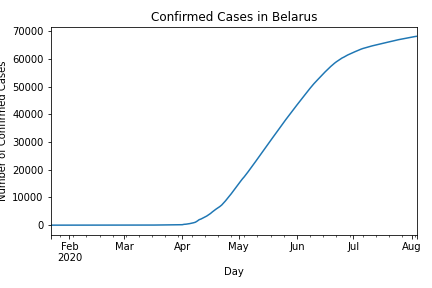 Confirmed Cases in Belarus
Number of Confirmed Cases
70000
60000
50000
40000
30000
20000
10000
0
Feb Mar Apr May Jun Jul Aug
2020
Day